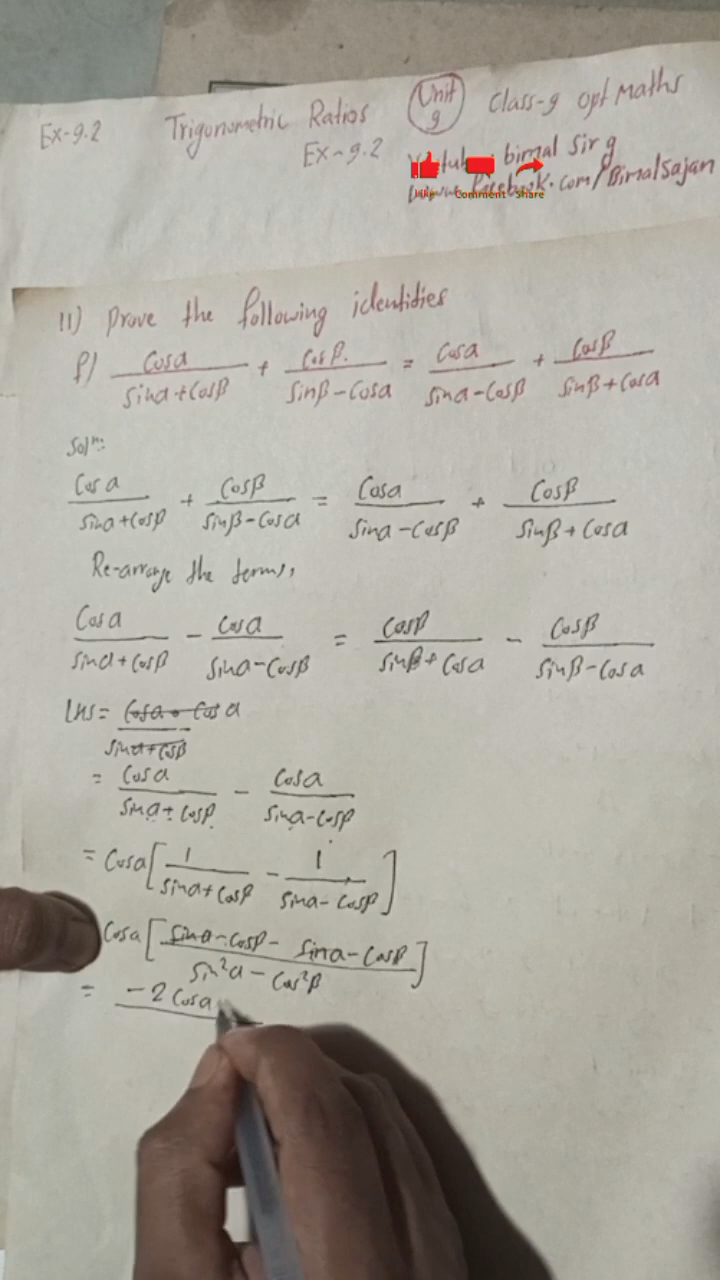 Ex-9.2 Trigonometric Ratios Unit 9 Class-9 opt Maths
Ex-9.2 bimal Sir g
facebook.com/Bimalsajan
Like Comment Share
11) Prove the following identities
f) Cosα/(sinα+Cosβ) + Cosβ/(sinβ-Cosα) = Cosα/(sinα-Cosβ) + Cosβ/(sinβ+Cosα)
Solⁿ:
Cosα/(sinα+Cosβ) + Cosβ/(sinβ-Cosα) = Cosα/(sinα-Cosβ) + Cosβ/(sinβ+Cosα)
Re-arrange the terms,
Cosα/(sinα+Cosβ) - Cosα/(sinα-Cosβ) = Cosβ/(sinβ+Cosα) - Cosβ/(sinβ-Cosα)
LHS =
= Cosα/(sinα+Cosβ) - Cosα/(sinα-Cosβ)
= Cosα[1/(sinα+Cosβ) - 1/(sinα-Cosβ)]
Cosα[(sinα-Cosβ - sinα-Cosβ)/(sin²α-Cos²β)]
= -2Cosα